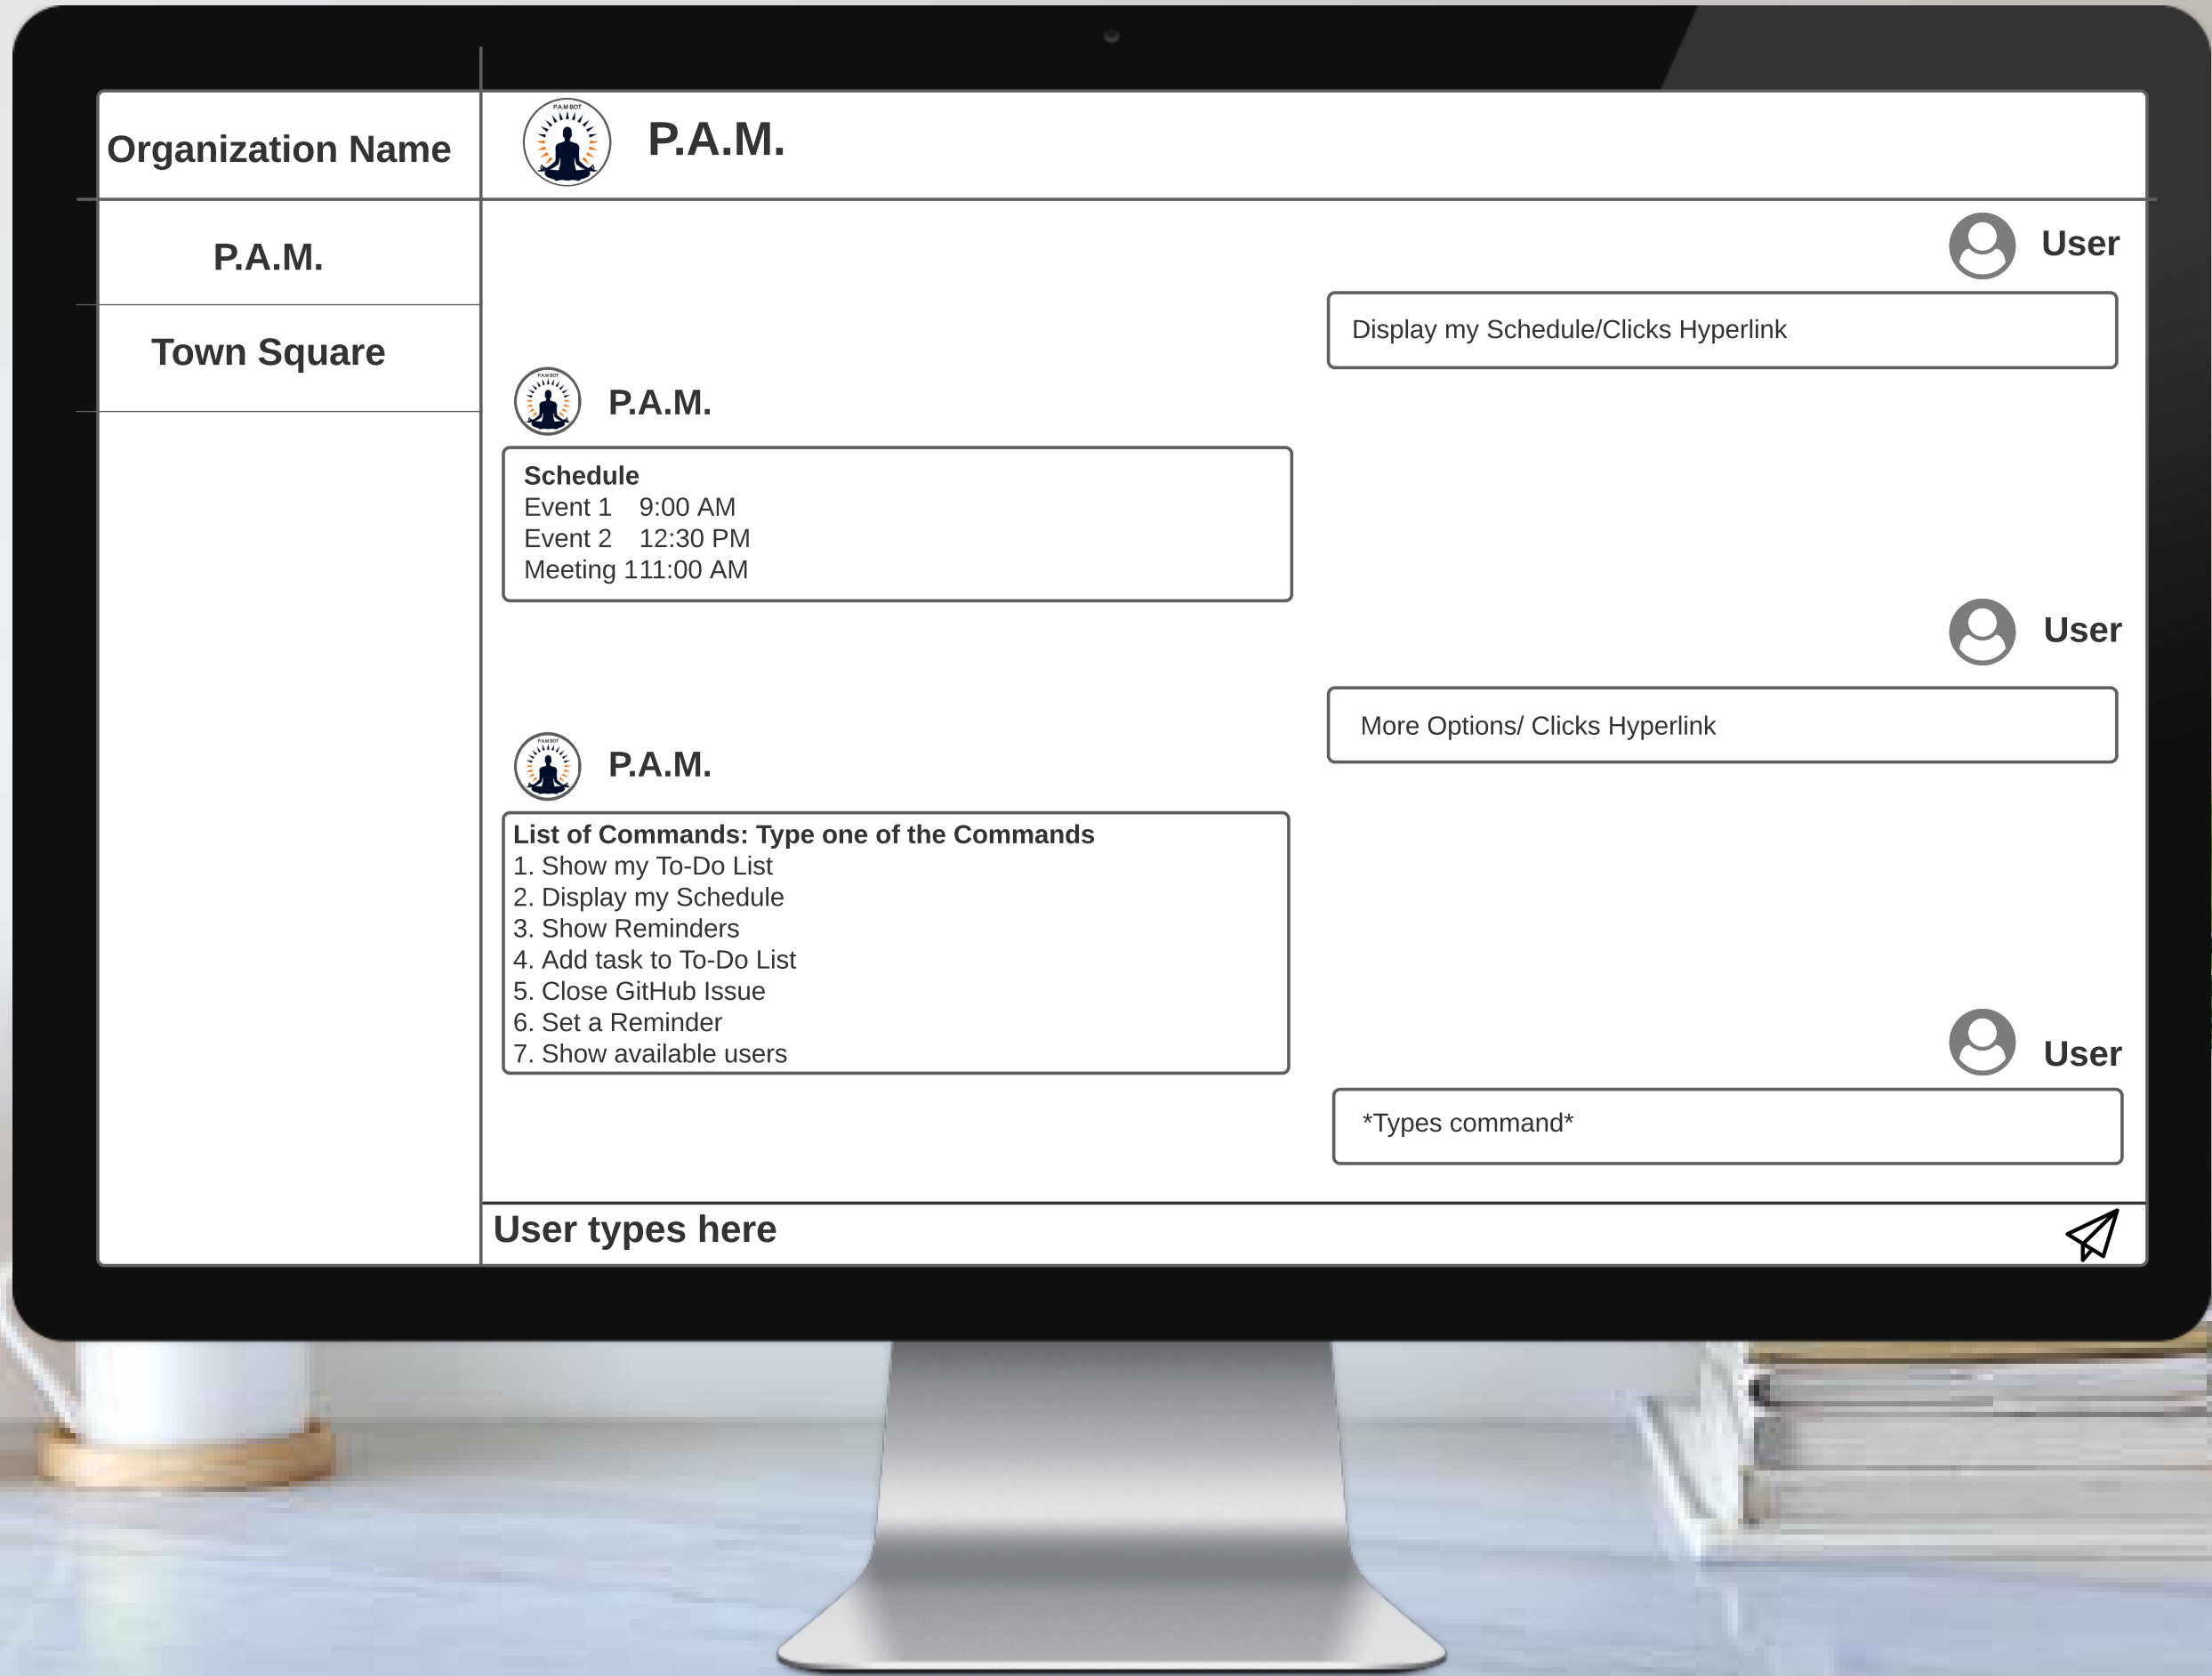 Organization Name
P.A.M BOT
P.A.M.
P.A.M.
Town Square
User
Display my Schedule/Clicks Hyperlink
P.A.M BOT
P.A.M.
Schedule
Event 1 9:00 AM
Event 2 12:30 PM
Meeting 111:00 AM
User
More Options/ Clicks Hyperlink
P.A.M BOT
P.A.M.
List of Commands: Type one of the Commands
1. Show my To-Do List
2. Display my Schedule
3. Show Reminders
4. Add task to To-Do List
5. Close GitHub Issue
6. Set a Reminder
7. Show available users
User
*Types command*
User types here